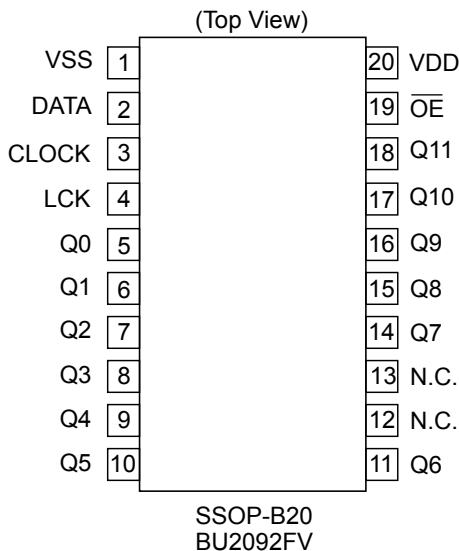 (Top View)
VSS 1 20 VDD
DATA 2 19 O̅E̅
CLOCK 3 18 Q11
LCK 4 17 Q10
Q0 5 16 Q9
Q1 6 15 Q8
Q2 7 14 Q7
Q3 8 13 N.C.
Q4 9 12 N.C.
Q5 10 11 Q6
SSOP-B20
BU2092FV